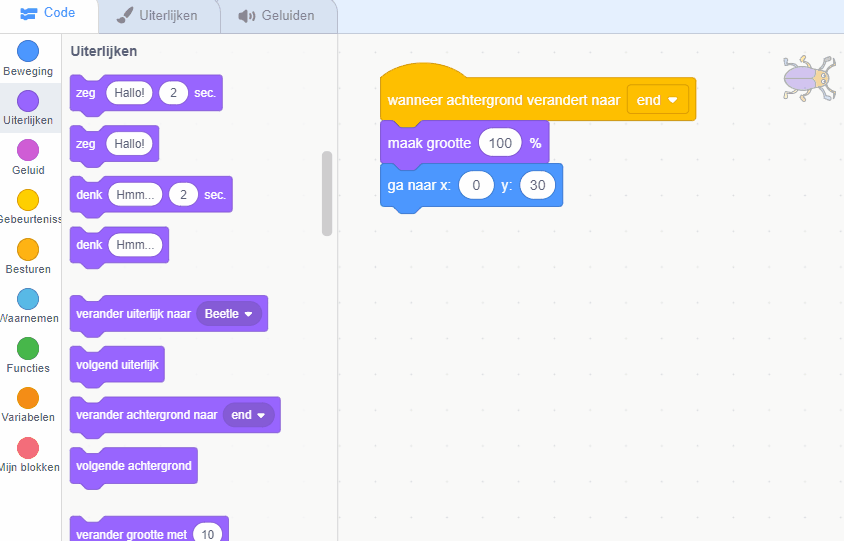 Code Uiterlijken Geluiden
Beweging
Uiterlijken
Geluid
Gebeurteniss
Besturen
Waarnemen
Functies
Variabelen
Mijn blokken
Uiterlijken
zeg Hallo! 2 sec.
zeg Hallo!
denk Hmm... 2 sec.
denk Hmm...
verander uiterlijk naar Beetle
volgend uiterlijk
verander achtergrond naar end
volgende achtergrond
verander grootte met 10
wanneer achtergrond verandert naar end
maak grootte 100 %
ga naar x: 0 y: 30